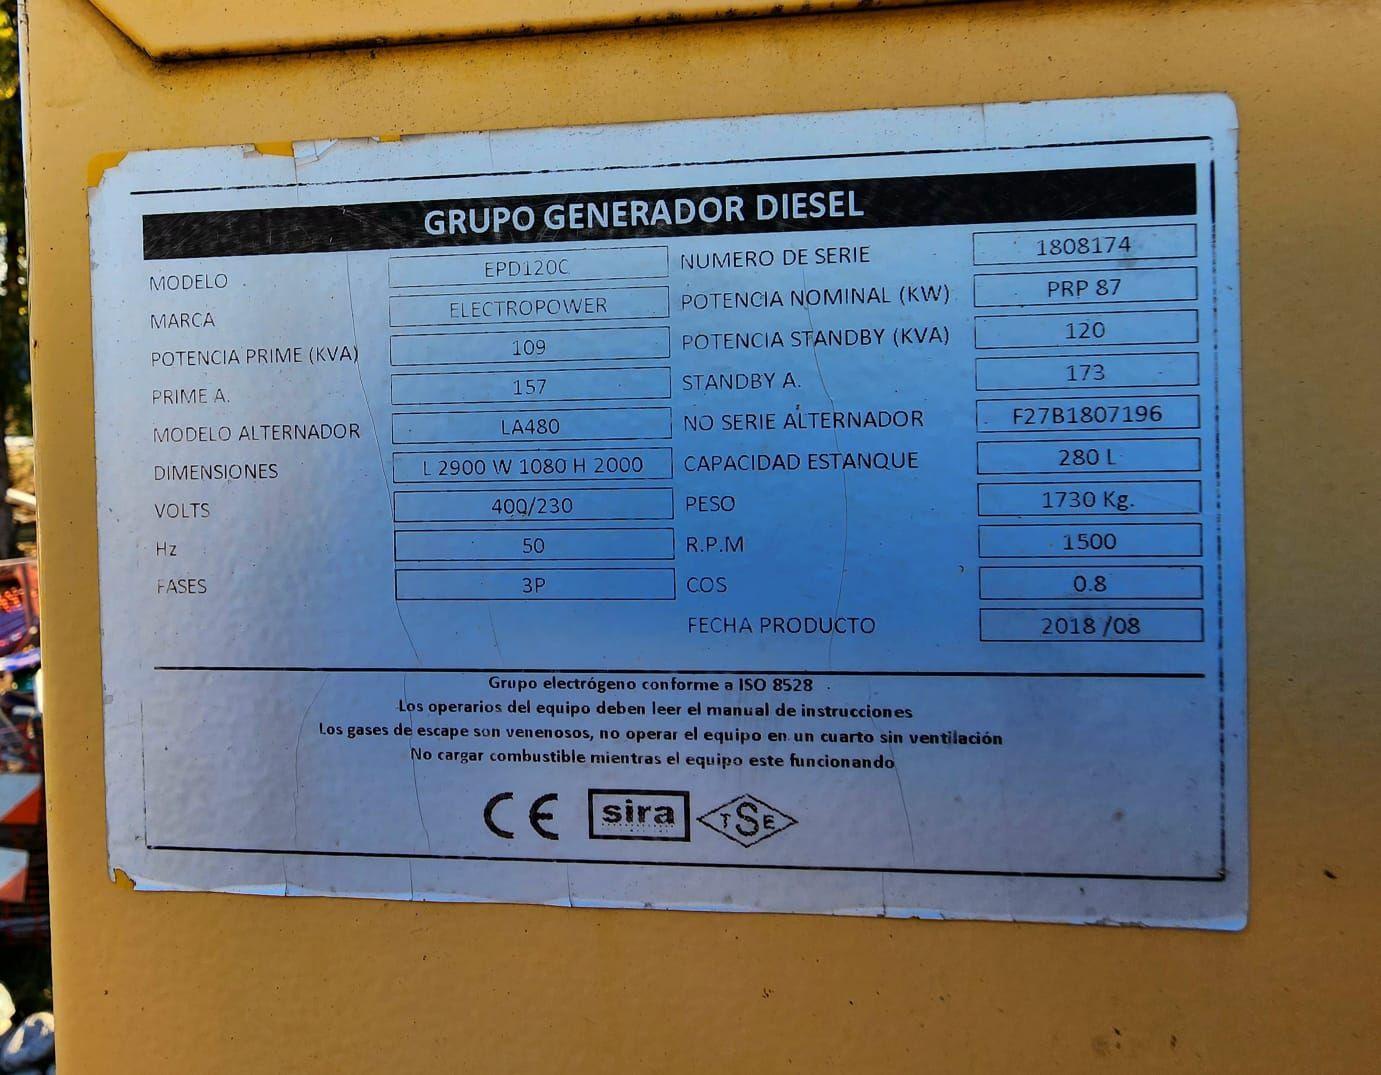 GRUPO GENERADOR DIESEL
MODELO EPD120C NUMERO DE SERIE 1808174
MARCA ELECTROPOWER POTENCIA NOMINAL (KW) PRP 87
POTENCIA PRIME (KVA) 109 POTENCIA STANDBY (KVA) 120
PRIME A. 157 STANDBY A. 173
MODELO ALTERNADOR LA480 NO SERIE ALTERNADOR F27B1807196
DIMENSIONES L 2900 W 1080 H 2000 CAPACIDAD ESTANQUE 280 L
VOLTS 400/230 PESO 1730 Kg.
Hz 50 R.P.M 1500
FASES 3P COS 0.8
FECHA PRODUCTO 2018 /08
Grupo electrógeno conforme a ISO 8528
Los operarios del equipo deben leer el manual de instrucciones
Los gases de escape son venenosos, no operar el equipo en un cuarto sin ventilación
No cargar combustible mientras el equipo este funcionando
CE sira TSE